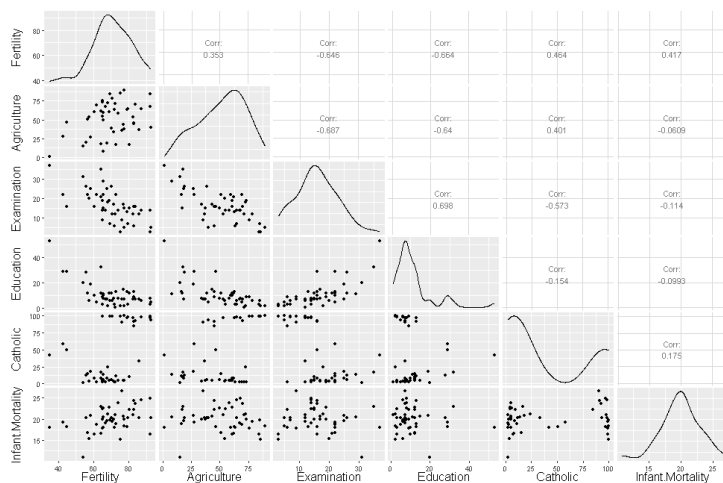 80
Fertility
60
40
Corr:
0.353
Corr:
-0.646
Corr:
-0.664
Corr:
0.464
Corr:
0.417
75
Agriculture
50
25
0
Corr:
-0.687
Corr:
-0.64
Corr:
0.401
Corr:
-0.0609
30
Examination
20
10
Corr:
0.698
Corr:
-0.573
Corr:
-0.114
50
40
Education
30
20
10
0
Corr:
-0.154
Corr:
-0.0993
100
75
Catholic
50
25
0
Corr:
0.175
25
Infant.Mortality
20
15
40 60 80 0 25 50 75 10 20 30 0 20 40 0 25 50 75 100 15 20 25
Fertility Agriculture Examination Education Catholic Infant.Mortality